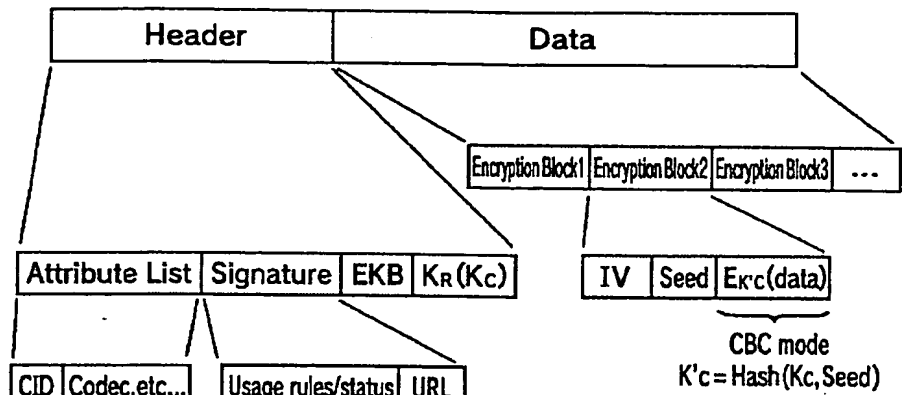 Header Data
Encryption Block1 Encryption Block2 Encryption Block3 ...
Attribute List Signature EKB KR(KC) IV Seed EK'C(data)
CBC mode
CID Codec,etc... Usage rules/status URL K'c=Hash(Kc,Seed)